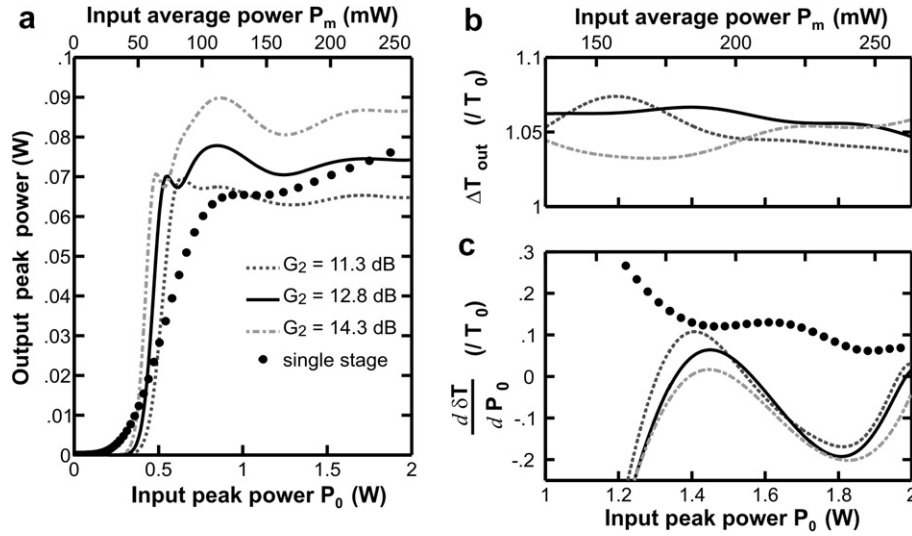 a
Input average power Pm (mW)
0 50 100 150 200 250
Output peak power (W)
.1
.09
.08
.07
.06
.05
.04
.03
.02
.01
0
G2 = 11.3 dB
G2 = 12.8 dB
G2 = 14.3 dB
single stage
0 0.5 1 1.5 2
Input peak power P0 (W)
b
Input average power Pm (mW)
150 200 250
ΔTout (/ T0)
1.1
1.05
1
c
d δT / d P0 (/ T0)
.3
.2
.1
0
-.1
-.2
1 1.2 1.4 1.6 1.8 2
Input peak power P0 (W)